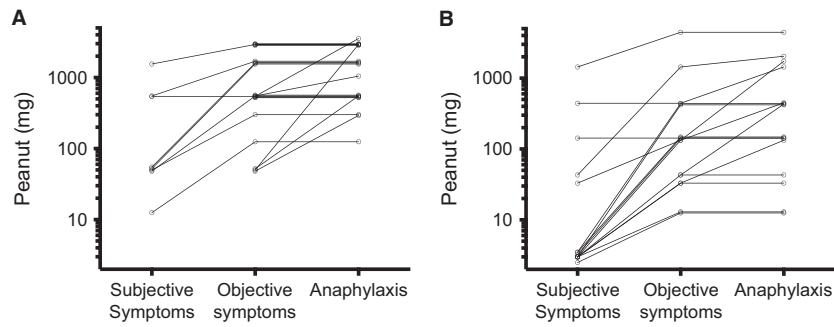 A
Peanut (mg)
1000
100
10
Subjective
Symptoms
Objective
symptoms
Anaphylaxis
B
Peanut (mg)
1000
100
10
Subjective
Symptoms
Objective
symptoms
Anaphylaxis